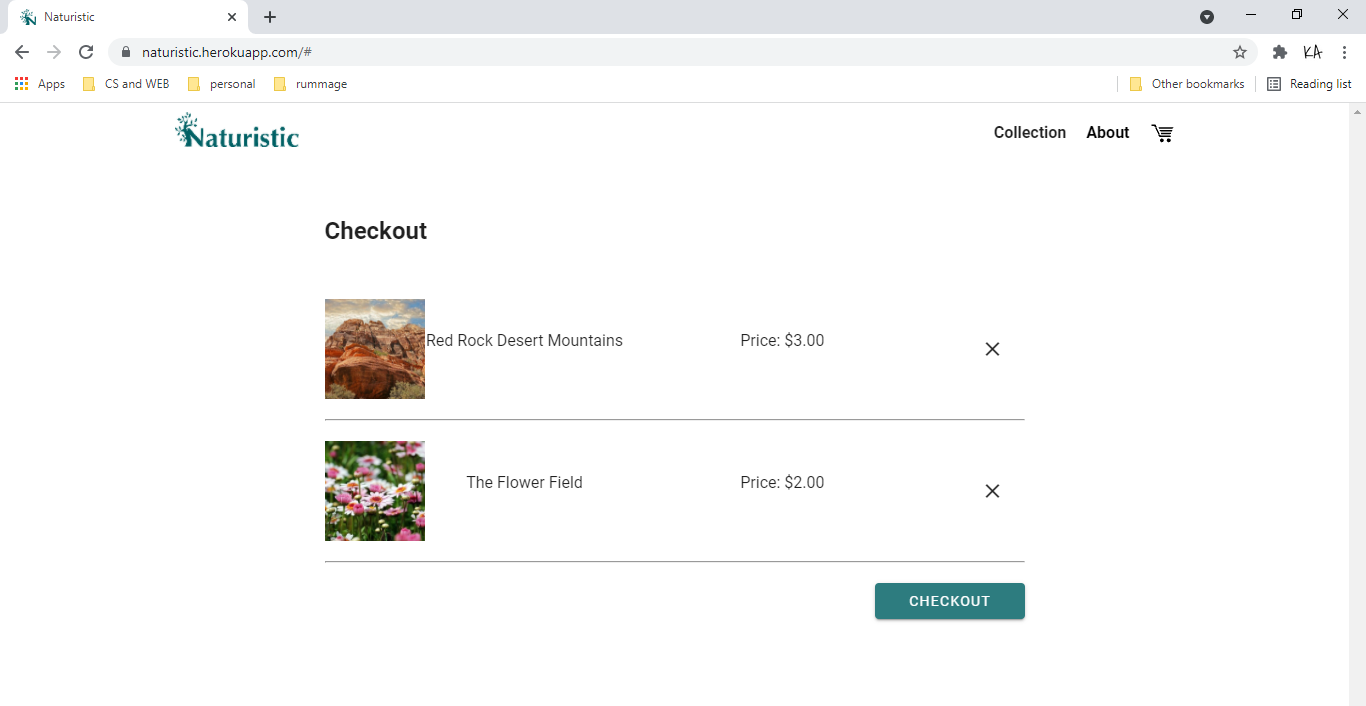 Naturistic
naturistic.herokuapp.com/#
KA
Apps CS and WEB personal rummage Other bookmarks Reading list
Naturistic Collection About
Checkout
Red Rock Desert Mountains Price: $3.00
The Flower Field Price: $2.00
CHECKOUT